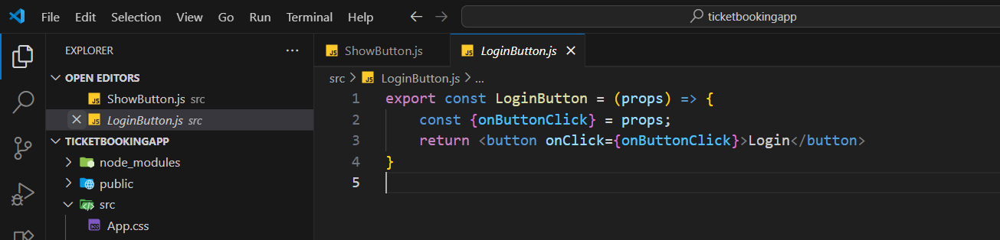 File Edit Selection View Go Run Terminal Help ticketbookingapp
EXPLORER
OPEN EDITORS
JS ShowButton.js src
JS LoginButton.js src
TICKETBOOKINGAPP
node_modules
public
src
CSS App.css
JS ShowButton.js JS LoginButton.js
src > JS LoginButton.js > ...
1 export const LoginButton = (props) => {
2 const {onButtonClick} = props;
3 return <button onClick={onButtonClick}>Login</button>
4 }
5